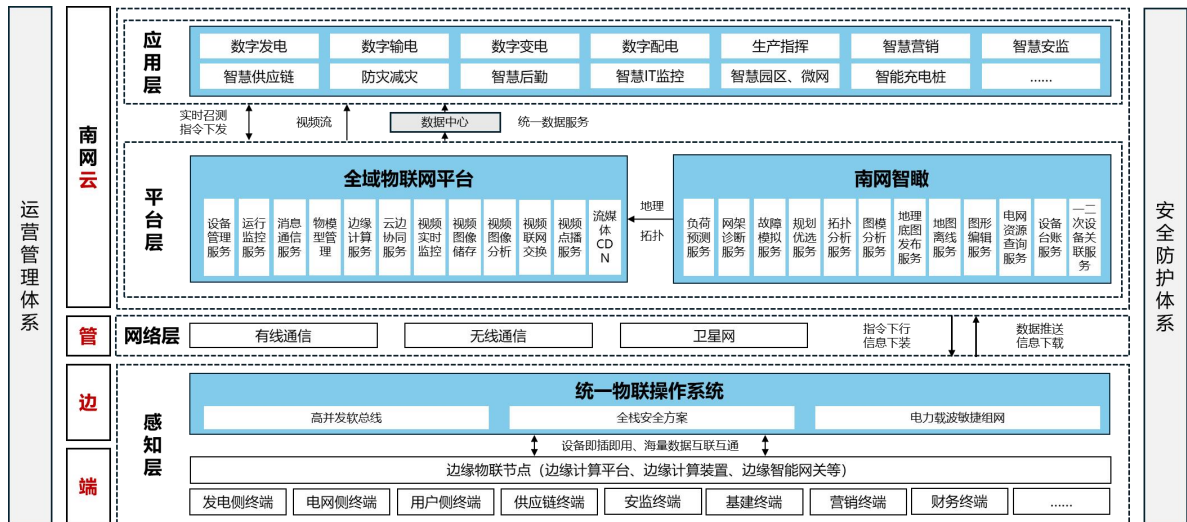 运营管理体系
南网云
管
边
端
应用层
数字发电
数字输电
数字变电
数字配电
生产指挥
智慧营销
智慧安监
智慧供应链
防灾减灾
智慧后勤
智慧IT监控
智慧园区、微网
智能充电桩
……
实时召测
指令下发
视频流
数据中心
统一数据服务
平台层
全域物联网平台
设备
管理
服务
运行
监控
服务
消息
通信
服务
物模
型管
理
边缘
计算
服务
云边
协同
服务
视频
实时
监控
视频
图像
储存
视频
图像
分析
视频
联网
交换
视频
点播
服务
流媒
体
CD
N
地理
拓扑
南网智瞰
负荷
预测
服务
网架
诊断
服务
故障
模拟
服务
规划
优选
服务
拓扑
分析
服务
图模
分析
服务
地理
底图
发布
服务
地图
离线
服务
图形
编辑
服务
电网
资源
查询
服务
设备
台账
服务
一二
次设
备关
联服
务
网络层
有线通信
无线通信
卫星网
指令下行
信息下装
数据推送
信息下载
感知层
统一物联操作系统
高并发软总线
全栈安全方案
电力载波敏捷组网
设备即插即用、海量数据互联互通
边缘物联节点（边缘计算平台、边缘计算装置、边缘智能网关等）
发电侧终端
电网侧终端
用户侧终端
供应链终端
安监终端
基建终端
营销终端
财务终端
……
安全防护体系